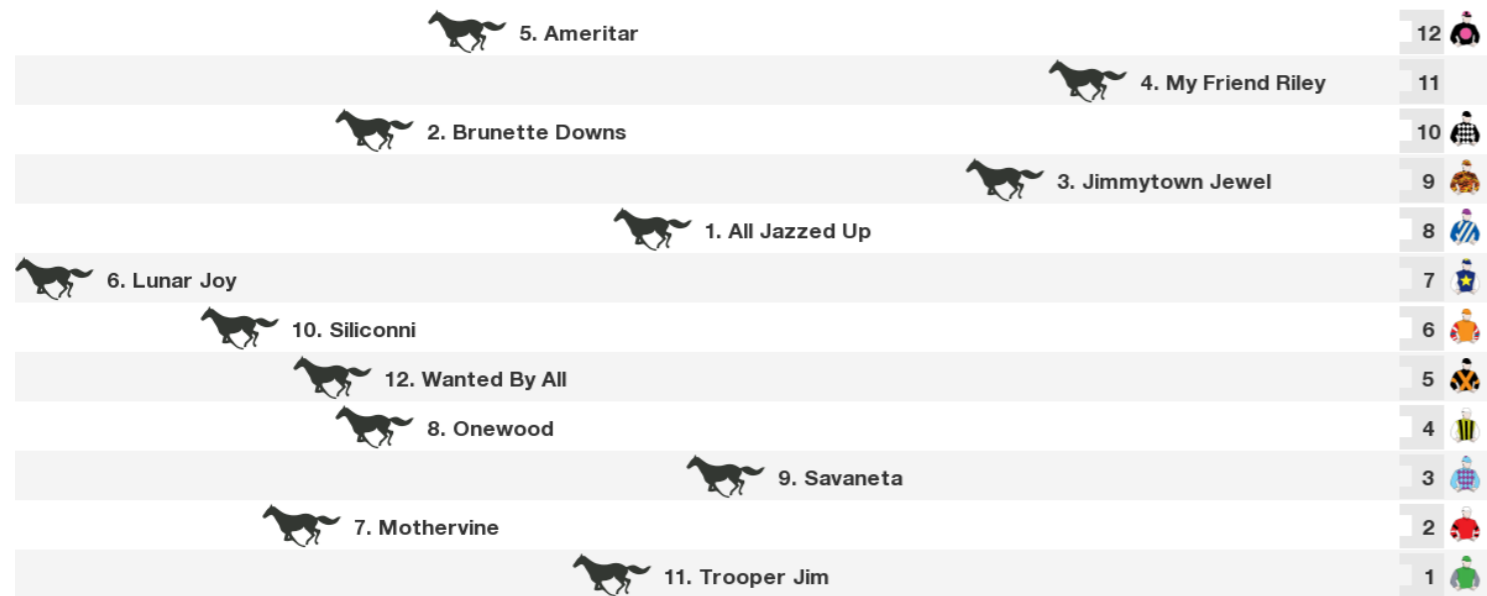 5. Ameritar 12
4. My Friend Riley 11
2. Brunette Downs 10
3. Jimmytown Jewel 9
1. All Jazzed Up 8
6. Lunar Joy 7
10. Siliconni 6
12. Wanted By All 5
8. Onewood 4
9. Savaneta 3
7. Mothervine 2
11. Trooper Jim 1